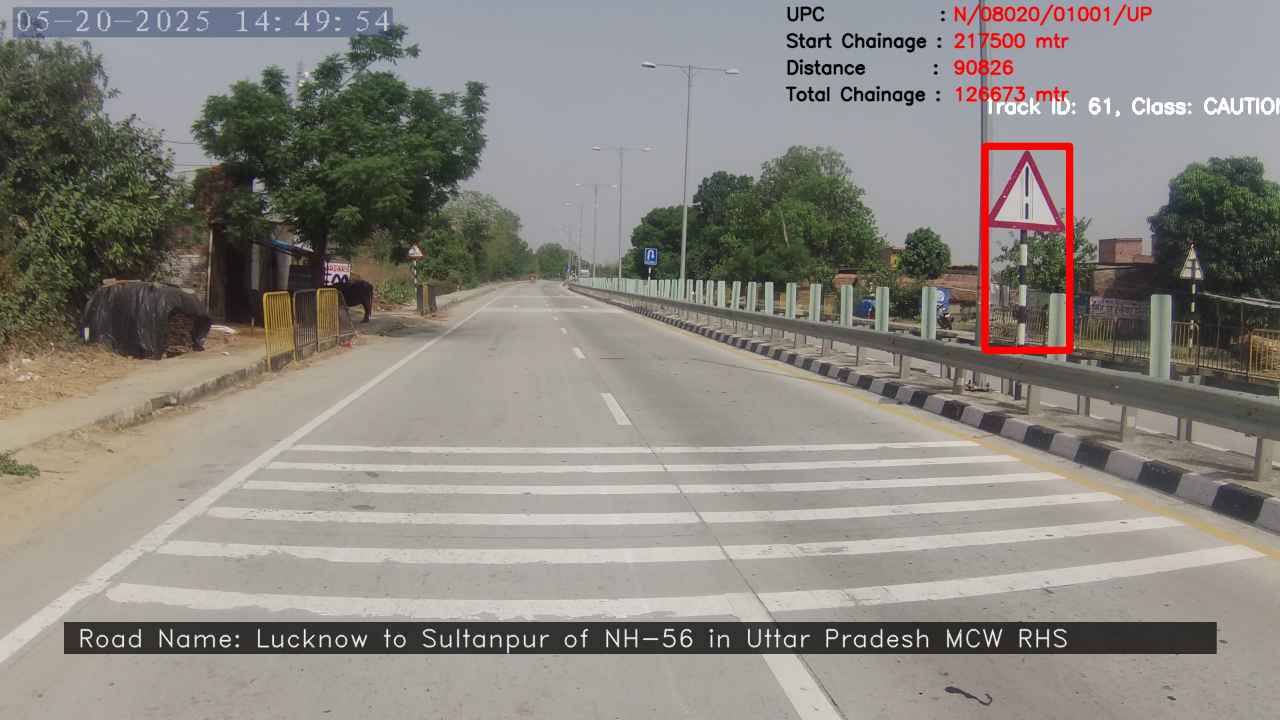 05-20-2025 14:49:54
UPC : N/08020/01001/UP
Start Chainage : 217500 mtr
Distance : 90826
Total Chainage : 126673 mtr
Track ID: 61, Class: CAUTION
Road Name: Lucknow to Sultanpur of NH-56 in Uttar Pradesh MCW RHS